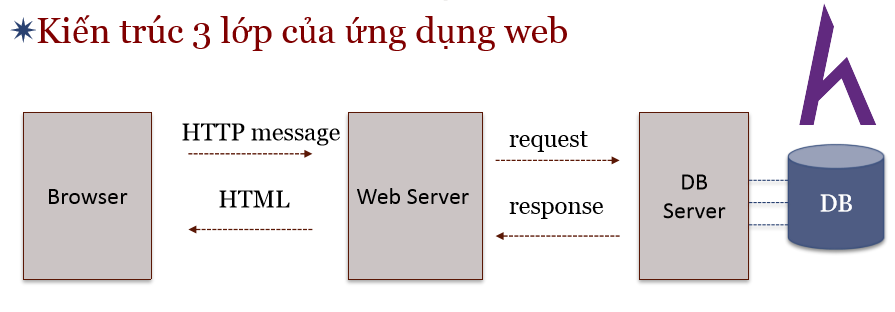 Kiến trúc 3 lớp của ứng dụng web
HTTP message
request
Browser
HTML
Web Server
response
DB
Server
DB